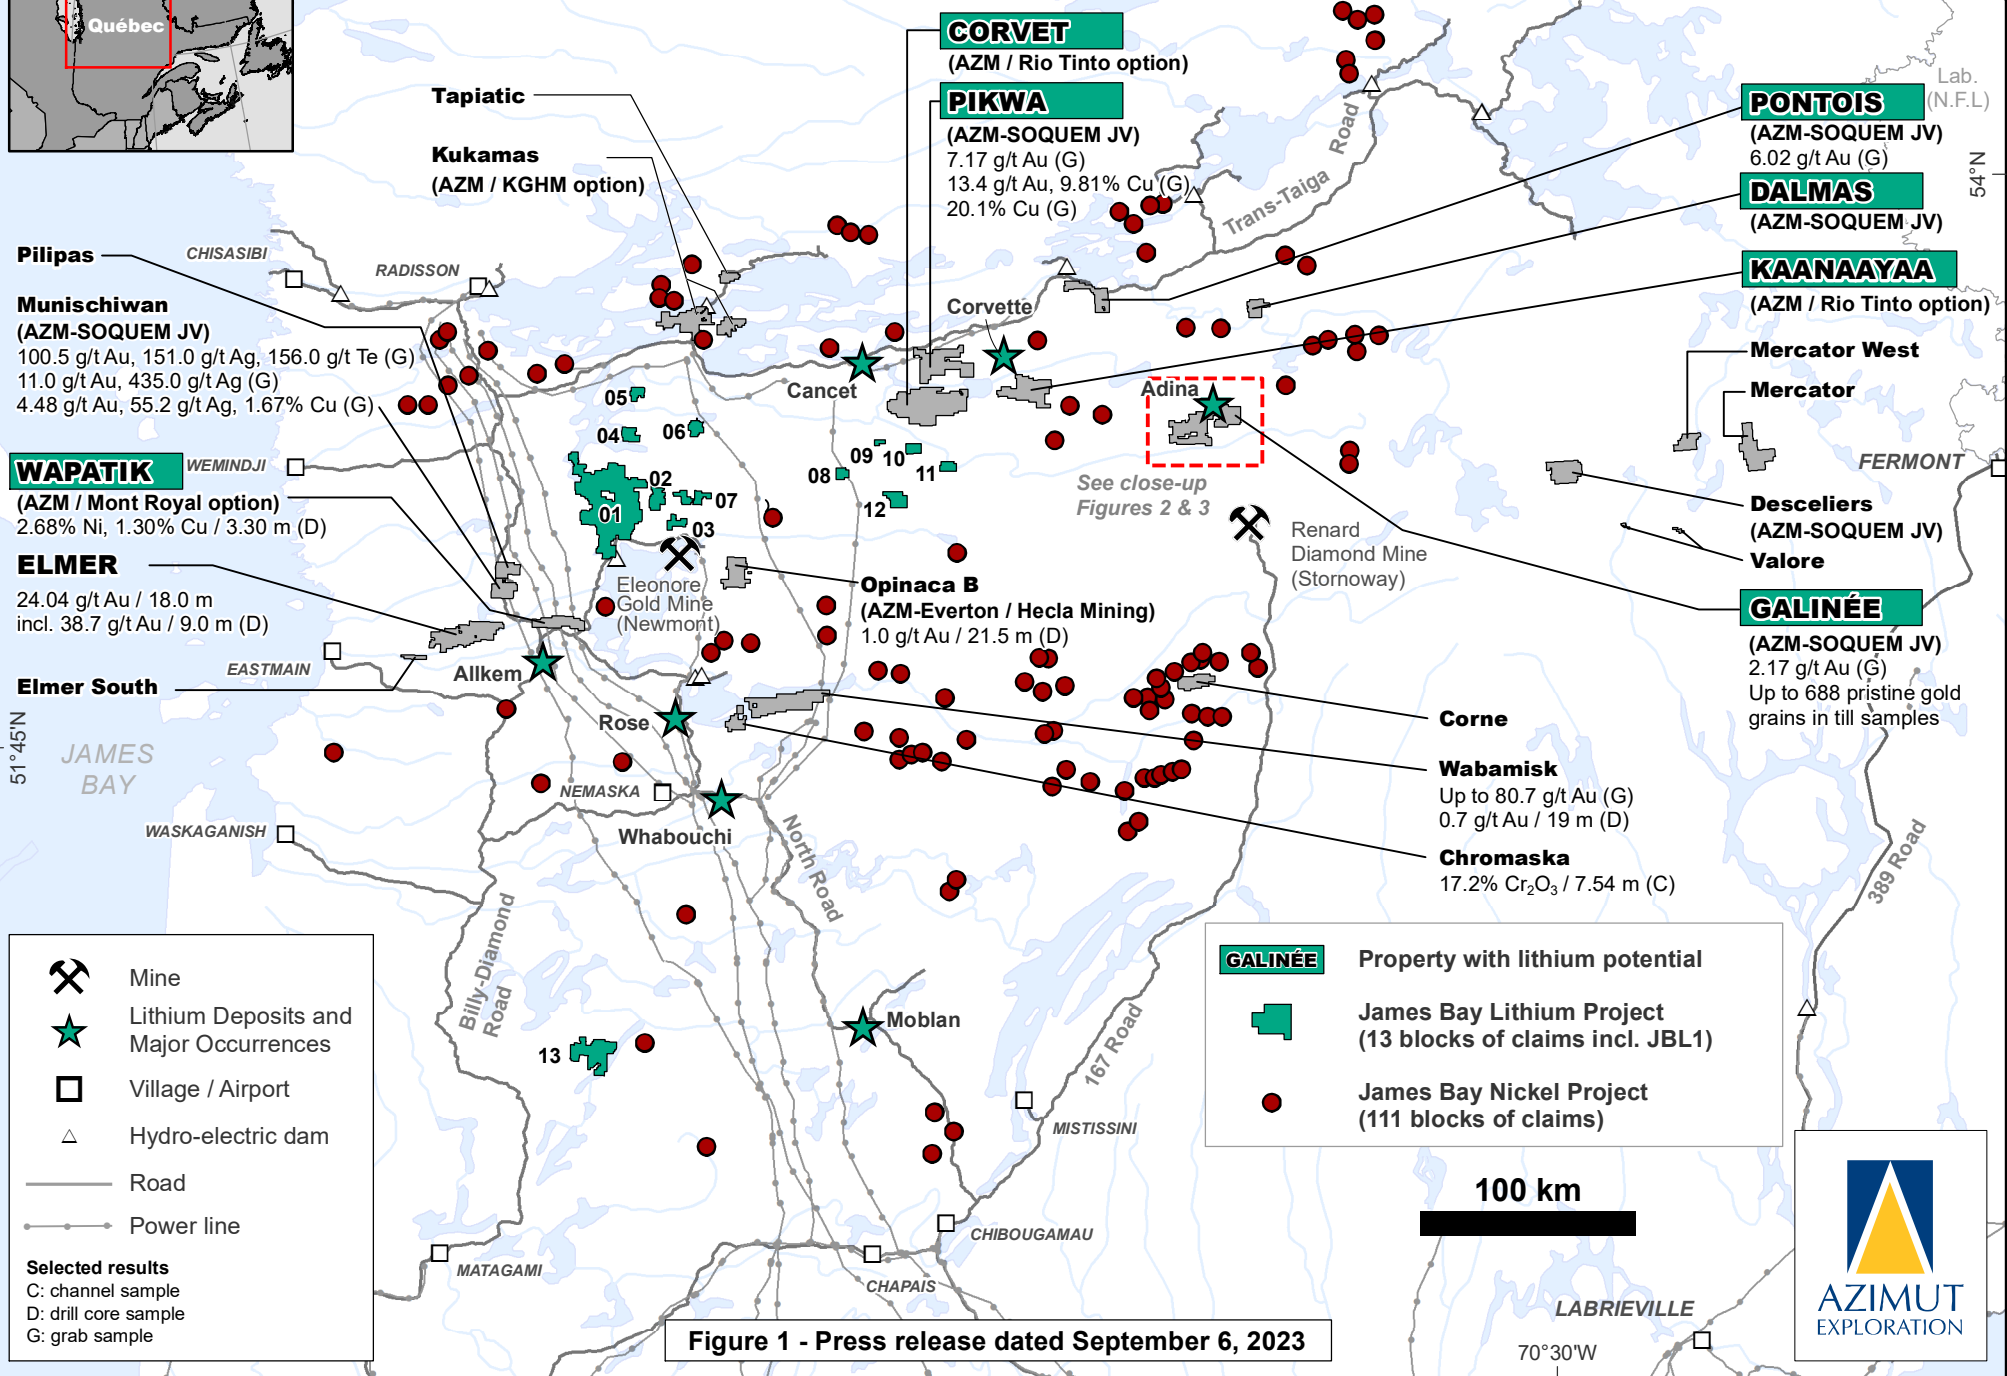 Québec
CORVET
(AZM / Rio Tinto option)
PIKWA
(AZM-SOQUEM JV)
7.17 g/t Au (G)
13.4 g/t Au, 9.81% Cu (G)
20.1% Cu (G)
Tapiatic
Kukamas
(AZM / KGHM option)
Lab.
(N.F.L)
PONTOIS
(AZM-SOQUEM JV)
6.02 g/t Au (G)
54°N
DALMAS
(AZM-SOQUEM JV)
KAANAAYAA
(AZM / Rio Tinto option)
Trans-Taiga
Road
Pilipas
CHISASIBI
RADISSON
Munischiwan
(AZM-SOQUEM JV)
100.5 g/t Au, 151.0 g/t Ag, 156.0 g/t Te (G)
11.0 g/t Au, 435.0 g/t Ag (G)
4.48 g/t Au, 55.2 g/t Ag, 1.67% Cu (G)
Corvette
Cancet
Adina
Mercator West
Mercator
05
04
06
09
10
11
08
12
02
07
01
03
WAPATIK
WEMINDJI
(AZM / Mont Royal option)
2.68% Ni, 1.30% Cu / 3.30 m (D)
See close-up
Figures 2 & 3
FERMONT
Desceliers
(AZM-SOQUEM JV)
Valore
Renard
Diamond Mine
(Stornoway)
ELMER
24.04 g/t Au / 18.0 m
incl. 38.7 g/t Au / 9.0 m (D)
Eleonore
Gold Mine
(Newmont)
Opinaca B
(AZM-Everton / Hecla Mining)
1.0 g/t Au / 21.5 m (D)
GALINÉE
(AZM-SOQUEM JV)
2.17 g/t Au (G)
Up to 688 pristine gold
grains in till samples
EASTMAIN
Elmer South
Allkem
Rose
51°45'N
JAMES
BAY
Corne
Wabamisk
Up to 80.7 g/t Au (G)
0.7 g/t Au / 19 m (D)
NEMASKA
WASKAGANISH
Whabouchi
Chromaska
17.2% Cr₂O₃ / 7.54 m (C)
North Road
389 Road
Billy-Diamond
Road
167 Road
Moblan
13
Mine
Lithium Deposits and
Major Occurrences
Village / Airport
Hydro-electric dam
Road
Power line
Selected results
C: channel sample
D: drill core sample
G: grab sample
GALINÉE
Property with lithium potential
James Bay Lithium Project
(13 blocks of claims incl. JBL1)
James Bay Nickel Project
(111 blocks of claims)
MISTISSINI
100 km
CHIBOUGAMAU
CHAPAIS
MATAGAMI
LABRIEVILLE
Figure 1 - Press release dated September 6, 2023
70°30'W
AZIMUT
EXPLORATION